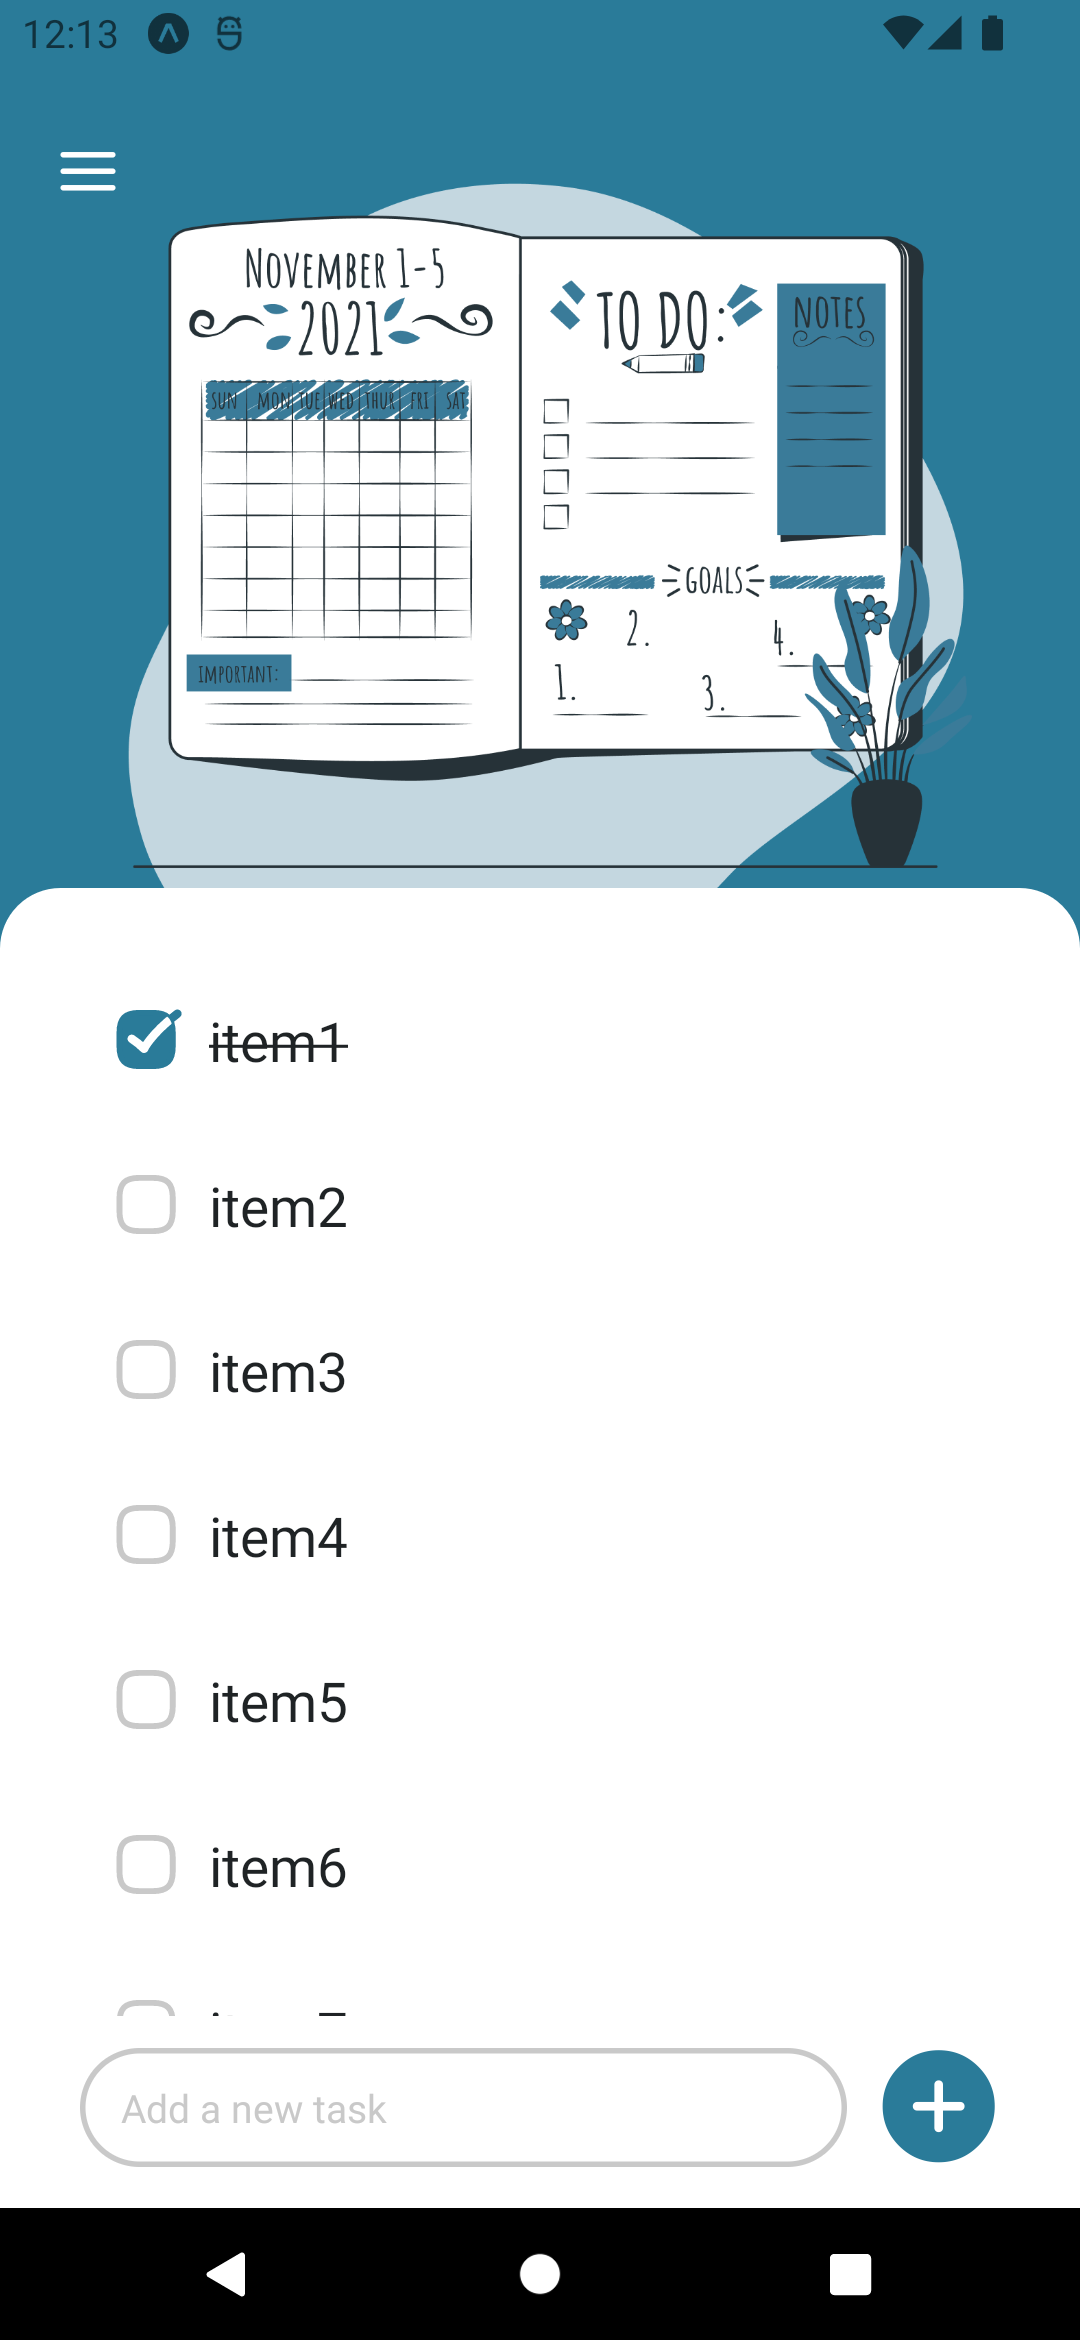 12:13
NOVEMBER 1-5
2021
SUN MON TUE WED THUR FRI SAT
IMPORTANT:
TO DO:
NOTES
GOALS
1.
2.
3.
4.
item1
item2
item3
item4
item5
item6
Add a new task